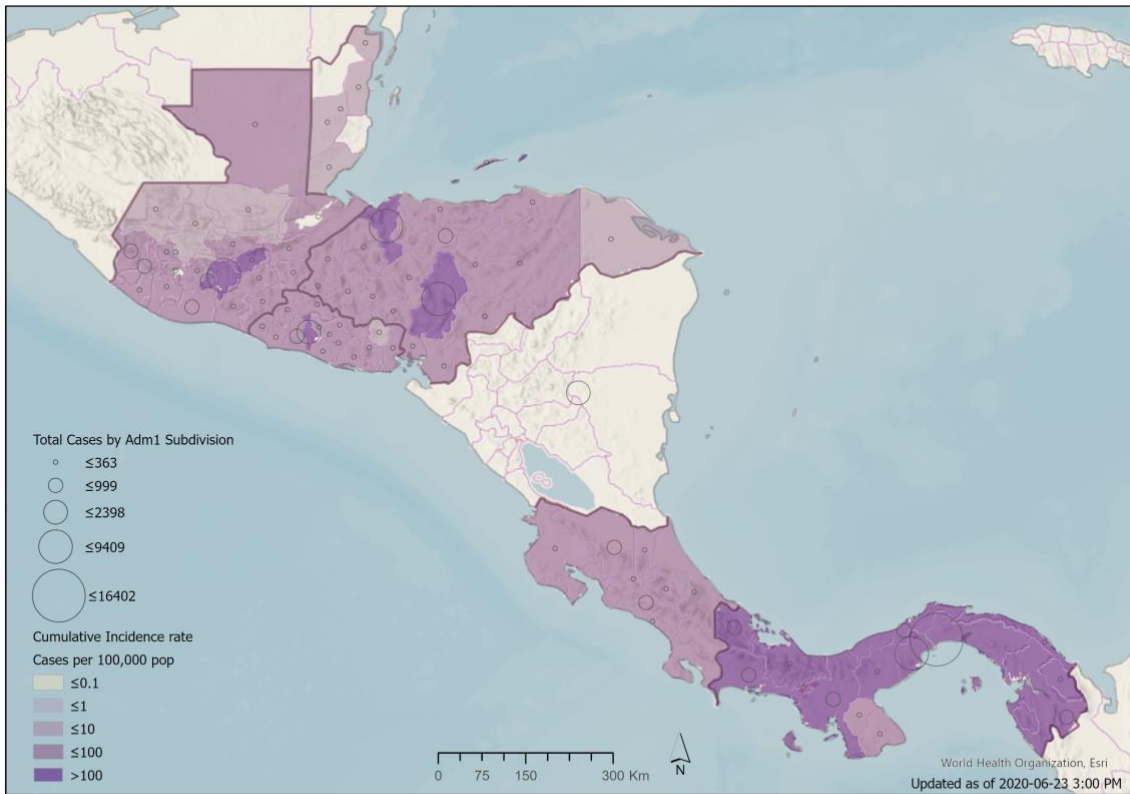 Total Cases by Adm1 Subdivision
≤363
≤999
≤2398
≤9409
≤16402
Cumulative Incidence rate
Cases per 100,000 pop
≤0.1
≤1
≤10
≤100
>100
0 75 150 300 Km
N
World Health Organization, Esri
Updated as of 2020-06-23 3:00 PM